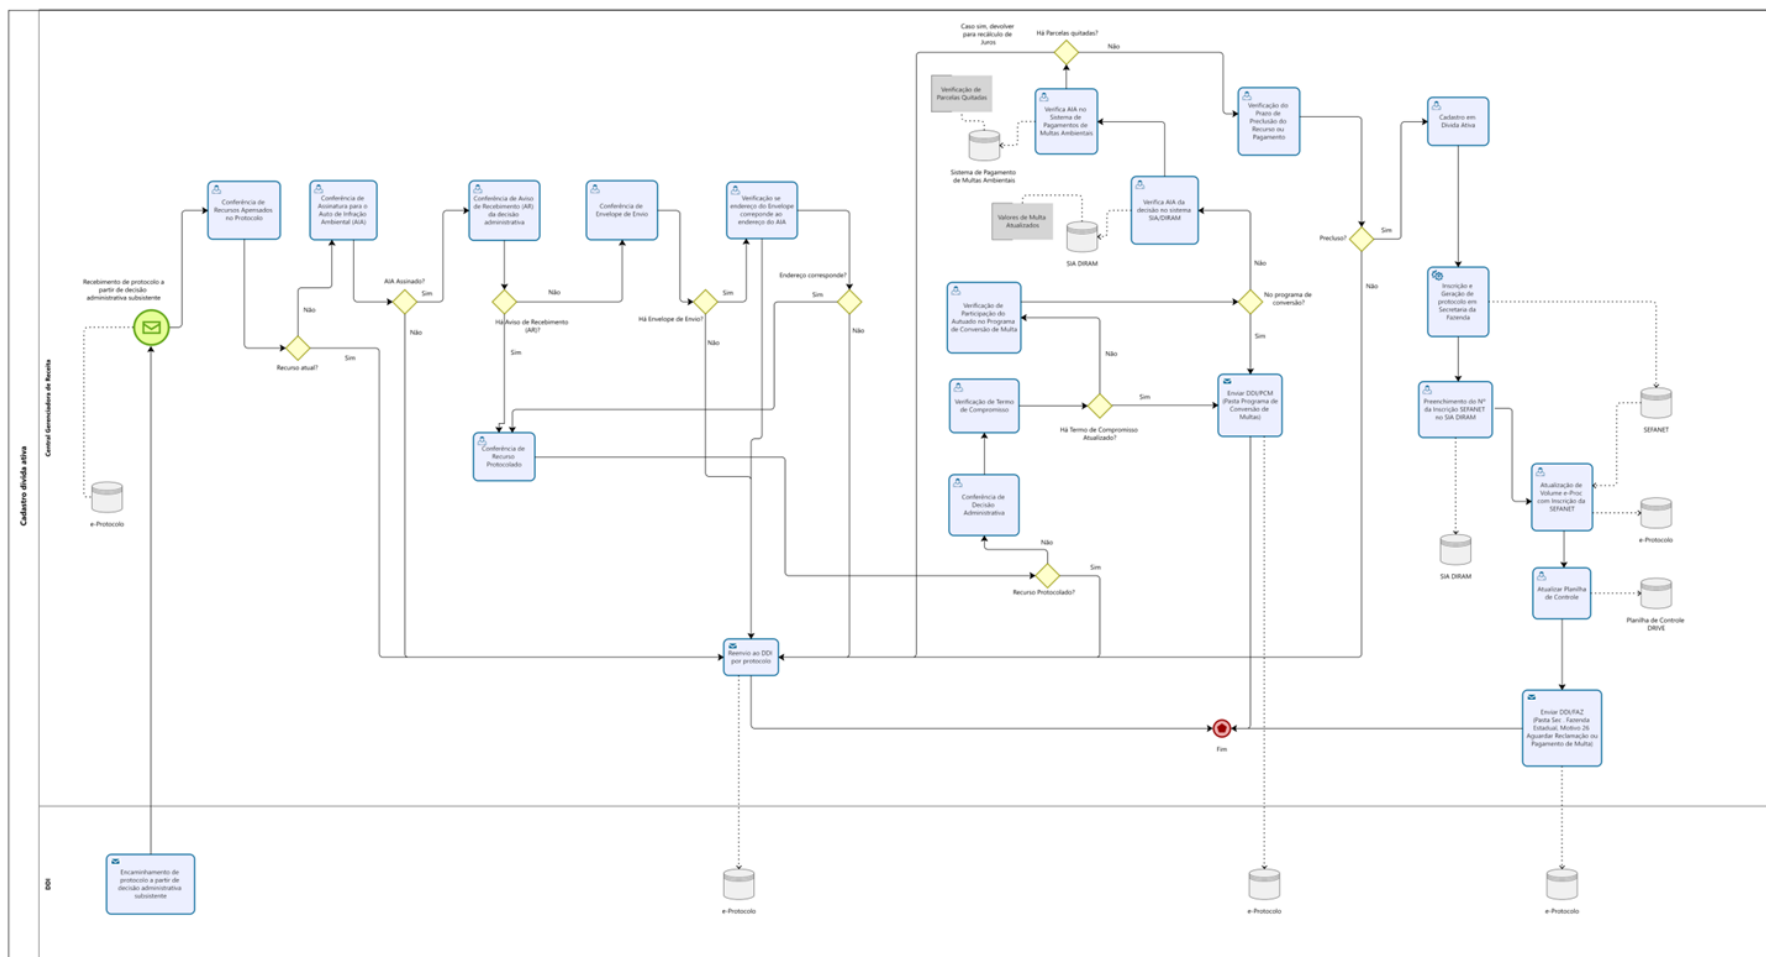 Cadastro dívida ativa
Central Gerenciadora de Receita
DDI
Recebimento de protocolo a
partir de decisão
administrativa subsistente
e-Protocolo
Encaminhamento de
protocolo a partir de
decisão administrativa
subsistente
Conferência de
Recursos Apensados
no Protocolo
Recurso atual?
Não
Sim
Conferência de
Assinatura para o
Auto de Infração
Ambiental (AIA)
AIA Assinado?
Sim
Não
Conferência de Aviso
de Recebimento (AR)
da decisão
administrativa
Há Aviso de Recebimento
(AR)?
Não
Sim
Conferência de
Envelope de Envio
Há Envelope de Envio?
Sim
Não
Verificação se
endereço do Envelope
correponde ao
endereço do AIA
Endereço corresponde?
Sim
Não
Conferência de
Recurso
Protocolado
Recurso Protocolado?
Não
Sim
Conferência de
Decisão
Administrativa
Verificação de Termo
de Compromisso
Há Termo de Compromisso
Atualizado?
Não
Sim
Verificação de
Participação do
Autuado no Programa
de Conversão de Multa
No programa de
conversão?
Não
Sim
Enviar DDI/PCM
(Pasta Programa de
Conversão de
Multas)
Verifica AIA da
decisão no sistema
SIA/DIRAM
Valores de Multa
Atualizados
SIA DIRAM
Verifica AIA no
Sistema de
Pagamentos de
Multas Ambientais
Verificação de
Parcelas Quitadas
Sistema de Pagamento
de Multas Ambientais
Caso sim, devolver
para recálculo de
Juros
Há Parcelas quitadas?
Não
Verificação do
Prazo de
Preclusão do
Recurso ou
Pagamento
Precluso?
Sim
Não
Cadastro em
Dívida Ativa
Inscrição e
Geração de
protocolo em
Secretaria da
Fazenda
SEFANET
Preenchimento do Nº
da Inscrição SEFANET
no SIA DIRAM
SIA DIRAM
Atualização de
Volume e-Proc
com Inscrição da
SEFANET
e-Protocolo
Atualizar Planilha
de Controle
Planilha de Controle
DRIVE
Enviar DDI/FAZ
(Pasta Sec . Fazenda
Estadual, Motivo 26
Aguardar Reclamação ou
Pagamento de Multa)
Reenvio ao DDI
por protocolo
Fim
e-Protocolo
e-Protocolo
e-Protocolo